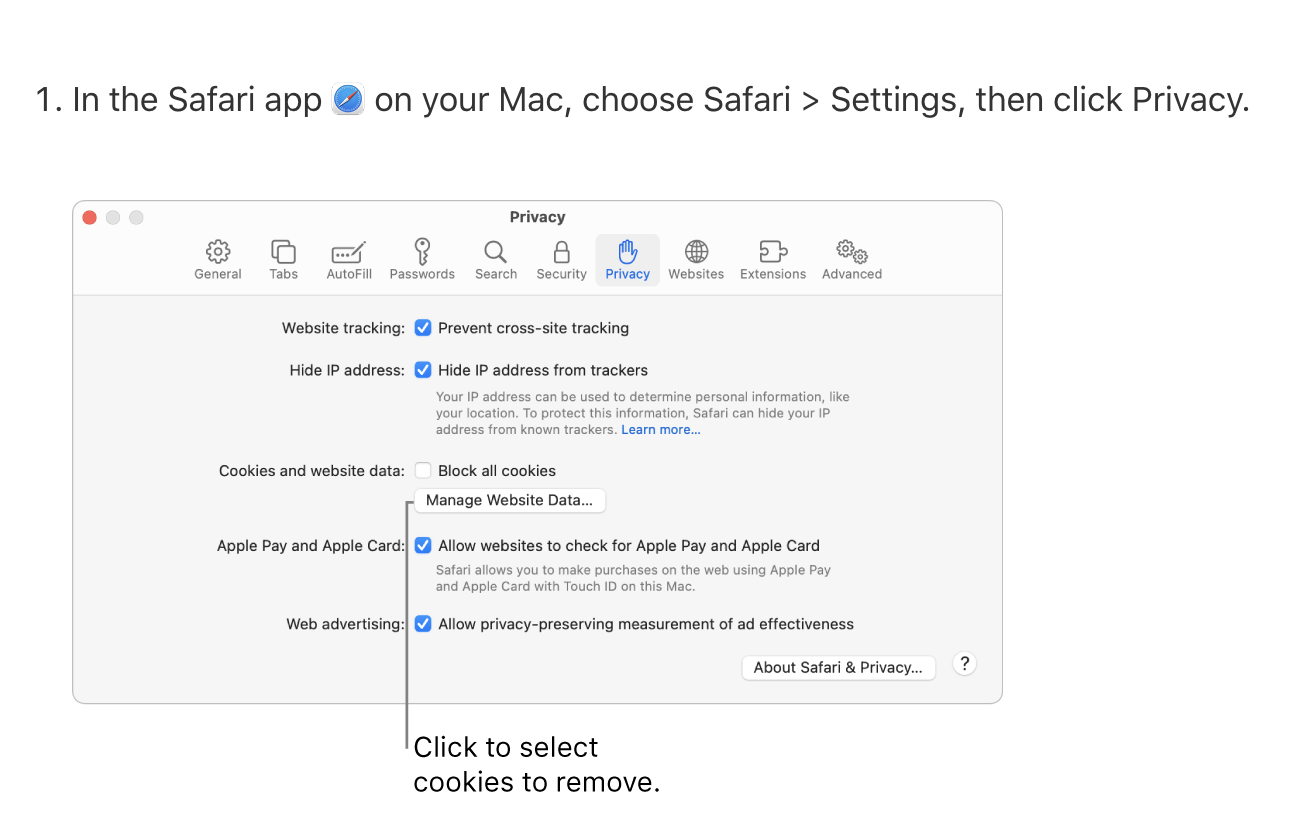 1. In the Safari app on your Mac, choose Safari > Settings, then click Privacy.
Privacy
General Tabs AutoFill Passwords Search Security Privacy Websites Extensions Advanced
Website tracking: Prevent cross-site tracking
Hide IP address: Hide IP address from trackers
Your IP address can be used to determine personal information, like
your location. To protect this information, Safari can hide your IP
address from known trackers. Learn more...
Cookies and website data: Block all cookies
Manage Website Data...
Apple Pay and Apple Card: Allow websites to check for Apple Pay and Apple Card
Safari allows you to make purchases on the web using Apple Pay
and Apple Card with Touch ID on this Mac.
Web advertising: Allow privacy-preserving measurement of ad effectiveness
About Safari & Privacy... ?
Click to select
cookies to remove.